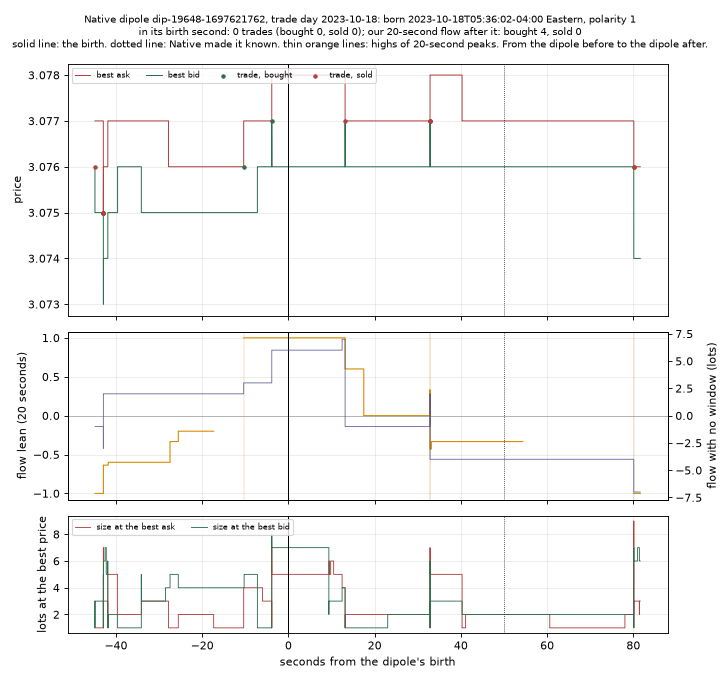 Native dipole dip-19648-1697621762, trade day 2023-10-18: born 2023-10-18T05:36:02-04:00 Eastern, polarity 1
in its birth second: 0 trades (bought 0, sold 0); our 20-second flow after it: bought 4, sold 0
solid line: the birth. dotted line: Native made it known. thin orange lines: highs of 20-second peaks. From the dipole before to the dipole after.
best ask best bid trade, bought trade, sold
3.078
3.077
3.076
3.075
3.074
3.073
price
1.0
0.5
0.0
−0.5
−1.0
flow lean (20 seconds)
7.5
5.0
2.5
0.0
−2.5
−5.0
−7.5
flow with no window (lots)
size at the best ask size at the best bid
8
6
4
2
lots at the best price
−40 −20 0 20 40 60 80
seconds from the dipole's birth